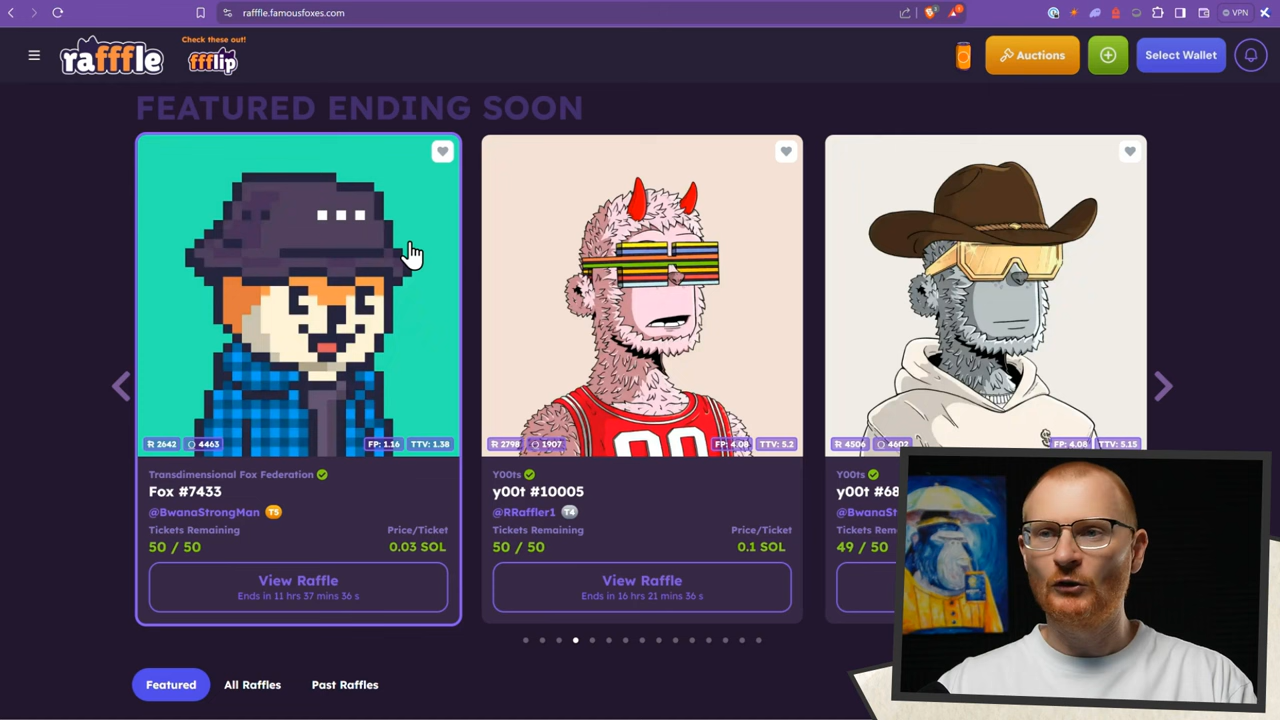 rafffle.famousfoxes.com
VPN
rafffle
Check these out!
ffflip
Auctions
Select Wallet
FEATURED ENDING SOON
2642
4463
FP: 1.16
TTV: 1.38
Transdimensional Fox Federation
Fox #7433
@BwanaStrongMan T5
Tickets Remaining
Price/Ticket
50 / 50
0.03 SOL
View Raffle
Ends in 11 hrs 37 mins 36 s
00
2798
1907
FP: 4.08
TTV: 5.2
Y00ts
y00t #10005
@RRaffler1 T4
Tickets Remaining
Price/Ticket
50 / 50
0.1 SOL
View Raffle
Ends in 16 hrs 21 mins 36 s
4506
4602
FP: 4.08
TTV: 5.15
Y00ts
y00t #68
@BwanaSt
Tickets Rem
49 / 50
Featured
All Raffles
Past Raffles